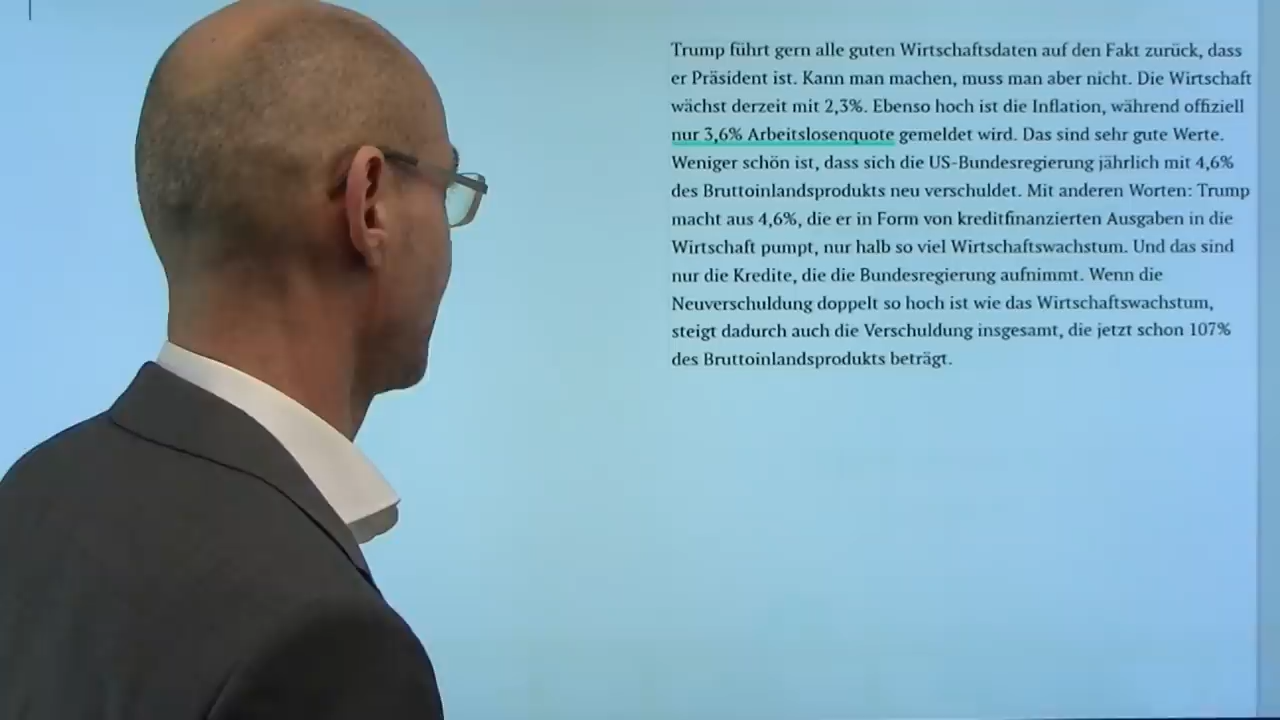 Trump führt gern alle guten Wirtschaftsdaten auf den Fakt zurück, dass
er Präsident ist. Kann man machen, muss man aber nicht. Die Wirtschaft
wächst derzeit mit 2,3%. Ebenso hoch ist die Inflation, während offiziell
nur 3,6% Arbeitslosenquote gemeldet wird. Das sind sehr gute Werte.
Weniger schön ist, dass sich die US-Bundesregierung jährlich mit 4,6%
des Bruttoinlandsprodukts neu verschuldet. Mit anderen Worten: Trump
macht aus 4,6%, die er in Form von kreditfinanzierten Ausgaben in die
Wirtschaft pumpt, nur halb so viel Wirtschaftswachstum. Und das sind
nur die Kredite, die die Bundesregierung aufnimmt. Wenn die
Neuverschuldung doppelt so hoch ist wie das Wirtschaftswachstum,
steigt dadurch auch die Verschuldung insgesamt, die jetzt schon 107%
des Bruttoinlandsprodukts beträgt.